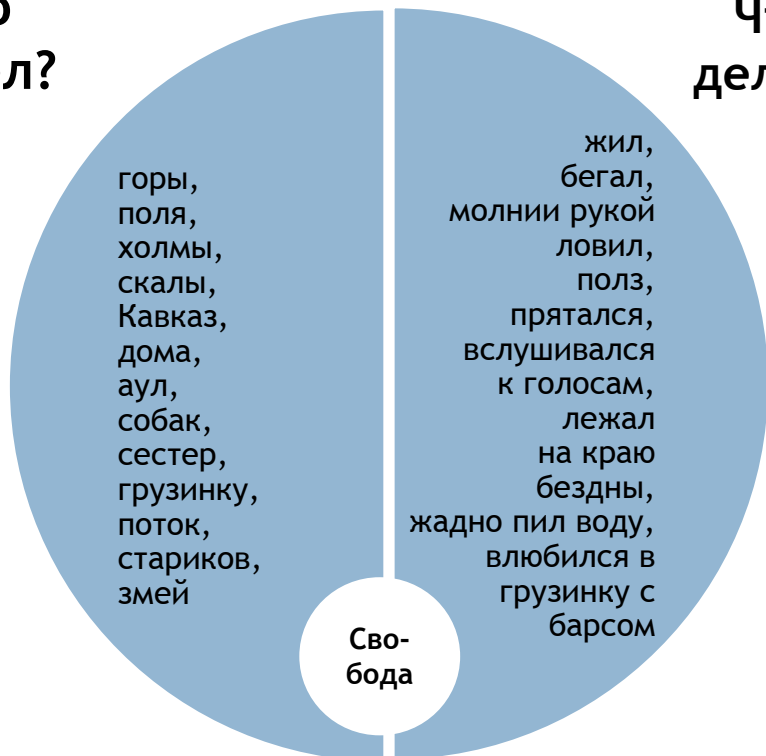 л?
горы,
поля,
холмы,
скалы,
Кавказ,
дома,
аул,
собак,
сестер,
грузинку,
поток,
стариков,
змей
дел
жил,
бегал,
молнии рукой
ловил,
полз,
прятался,
вслушивался
к голосам,
лежал
на краю
бездны,
жадно пил воду,
влюбился в
грузинку с
барсом
Сво-
бода